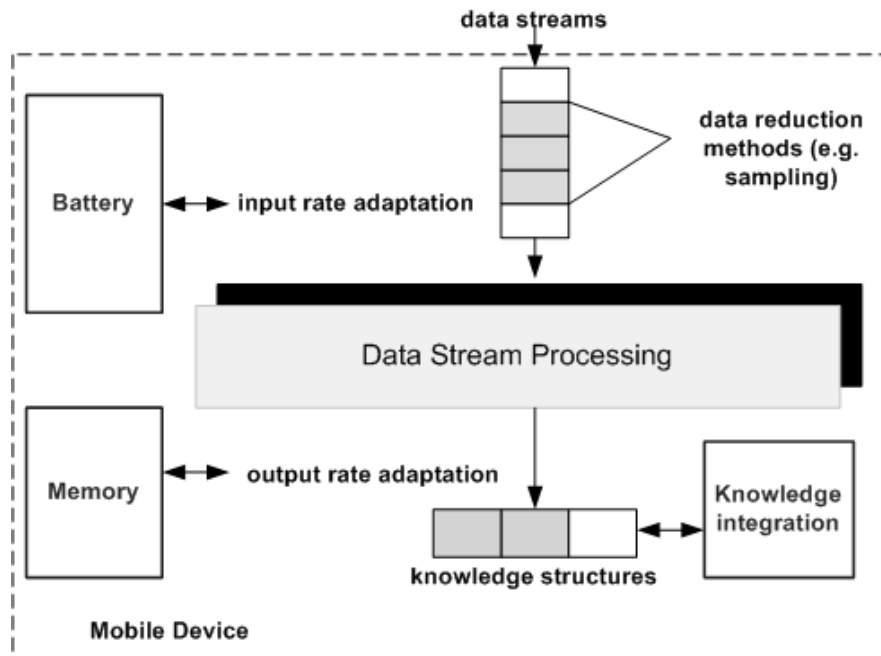 data streams
data reduction
methods (e.g.
sampling)
Battery
input rate adaptation
Data Stream Processing
Memory
output rate adaptation
Knowledge
integration
knowledge structures
Mobile Device